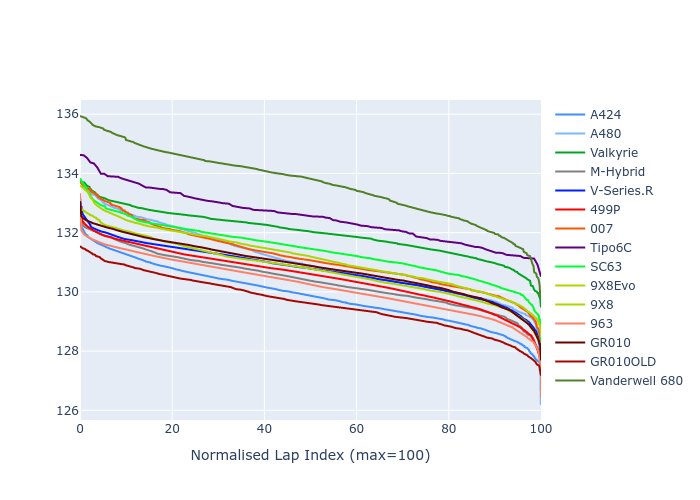 136
134
132
130
128
126
0 20 40 60 80 100
Normalised Lap Index (max=100)
A424
A480
Valkyrie
M-Hybrid
V-Series.R
499P
007
Tipo6C
SC63
9X8Evo
9X8
963
GR010
GR010OLD
Vanderwell 680